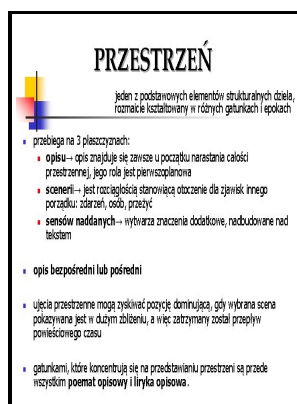 PRZESTRZEŃ
jeden z podstawowych elementów strukturalnych dzieła,
rozmaicie kształtowany w różnych gatunkach i epokach
przebiega na 3 płaszczyznach:
opisu→ opis znajduje się zawsze u początku narastania całości
przestrzennej, jego rola jest pierwszoplanowa
scenerii→ jest rozciągłością stanowiącą otoczenie dla zjawisk innego
porządku: zdarzeń, osób, przeżyć
sensów naddanych→ wytwarza znaczenia dodatkowe, nadbudowane nad
tekstem
opis bezpośredni lub pośredni
ujęcia przestrzenne mogą zyskiwać pozycję dominującą, gdy wybrana scena
pokazywana jest w dużym zbliżeniu, a więc zatrzymany został przepływ
powieściowego czasu
gatunkami, które koncentrują się na przedstawianiu przestrzeni są przede
wszystkim poemat opisowy i liryka opisowa.